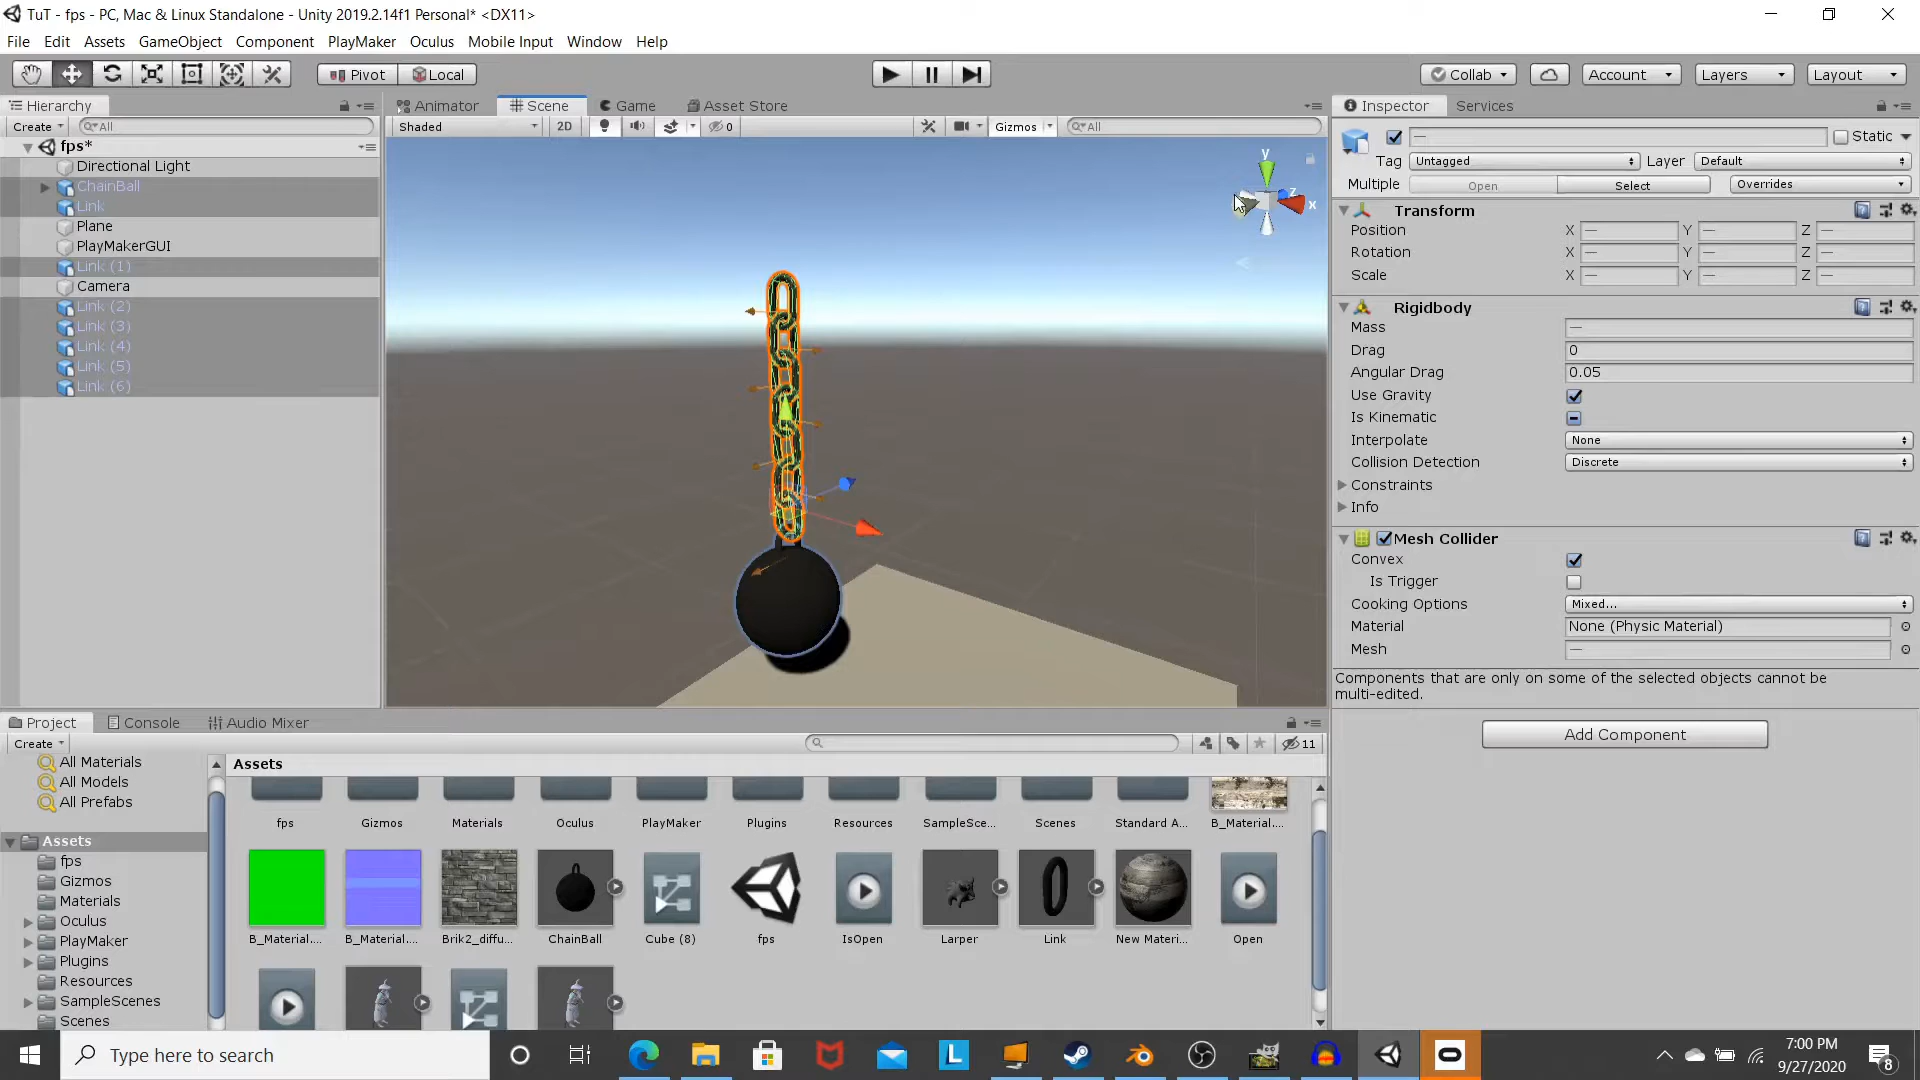 TuT - fps - PC, Mac & Linux Standalone - Unity 2019.2.14f1 Personal* <DX11>
File Edit Assets GameObject Component PlayMaker Oculus Mobile Input Window Help
Pivot Local Collab Account Layers Layout
Hierarchy Animator Scene Game Asset Store Inspector Services
Create All Shaded 2D 0 Gizmos All
fps*
Directional Light
ChainBall
Link
Plane
PlayMakerGUI
Link (1)
Camera
Link (2)
Link (3)
Link (4)
Link (5)
Link (6)
y
z
x
— Static
Tag Untagged Layer Default
Multiple Open Select Overrides
Transform
Position X — Y — Z —
Rotation X — Y — Z —
Scale X — Y — Z —
Rigidbody
Mass —
Drag 0
Angular Drag 0.05
Use Gravity
Is Kinematic
Interpolate None
Collision Detection Discrete
Constraints
Info
Mesh Collider
Convex
Is Trigger
Cooking Options Mixed...
Material None (Physic Material)
Mesh —
Components that are only on some of the selected objects cannot be
multi-edited.
Add Component
Project Console Audio Mixer
Create 11
All Materials
All Models
All Prefabs
Assets
fps
Gizmos
Materials
Oculus
PlayMaker
Plugins
Resources
SampleScenes
Scenes
Assets
fps Gizmos Materials Oculus PlayMaker Plugins Resources SampleSce... Scenes Standard A... B_Material....
B_Material.... B_Material.... Brik2_diffu... ChainBall Cube (8) fps IsOpen Larper Link New Materi... Open
Type here to search
L
7:00 PM
9/27/2020
8